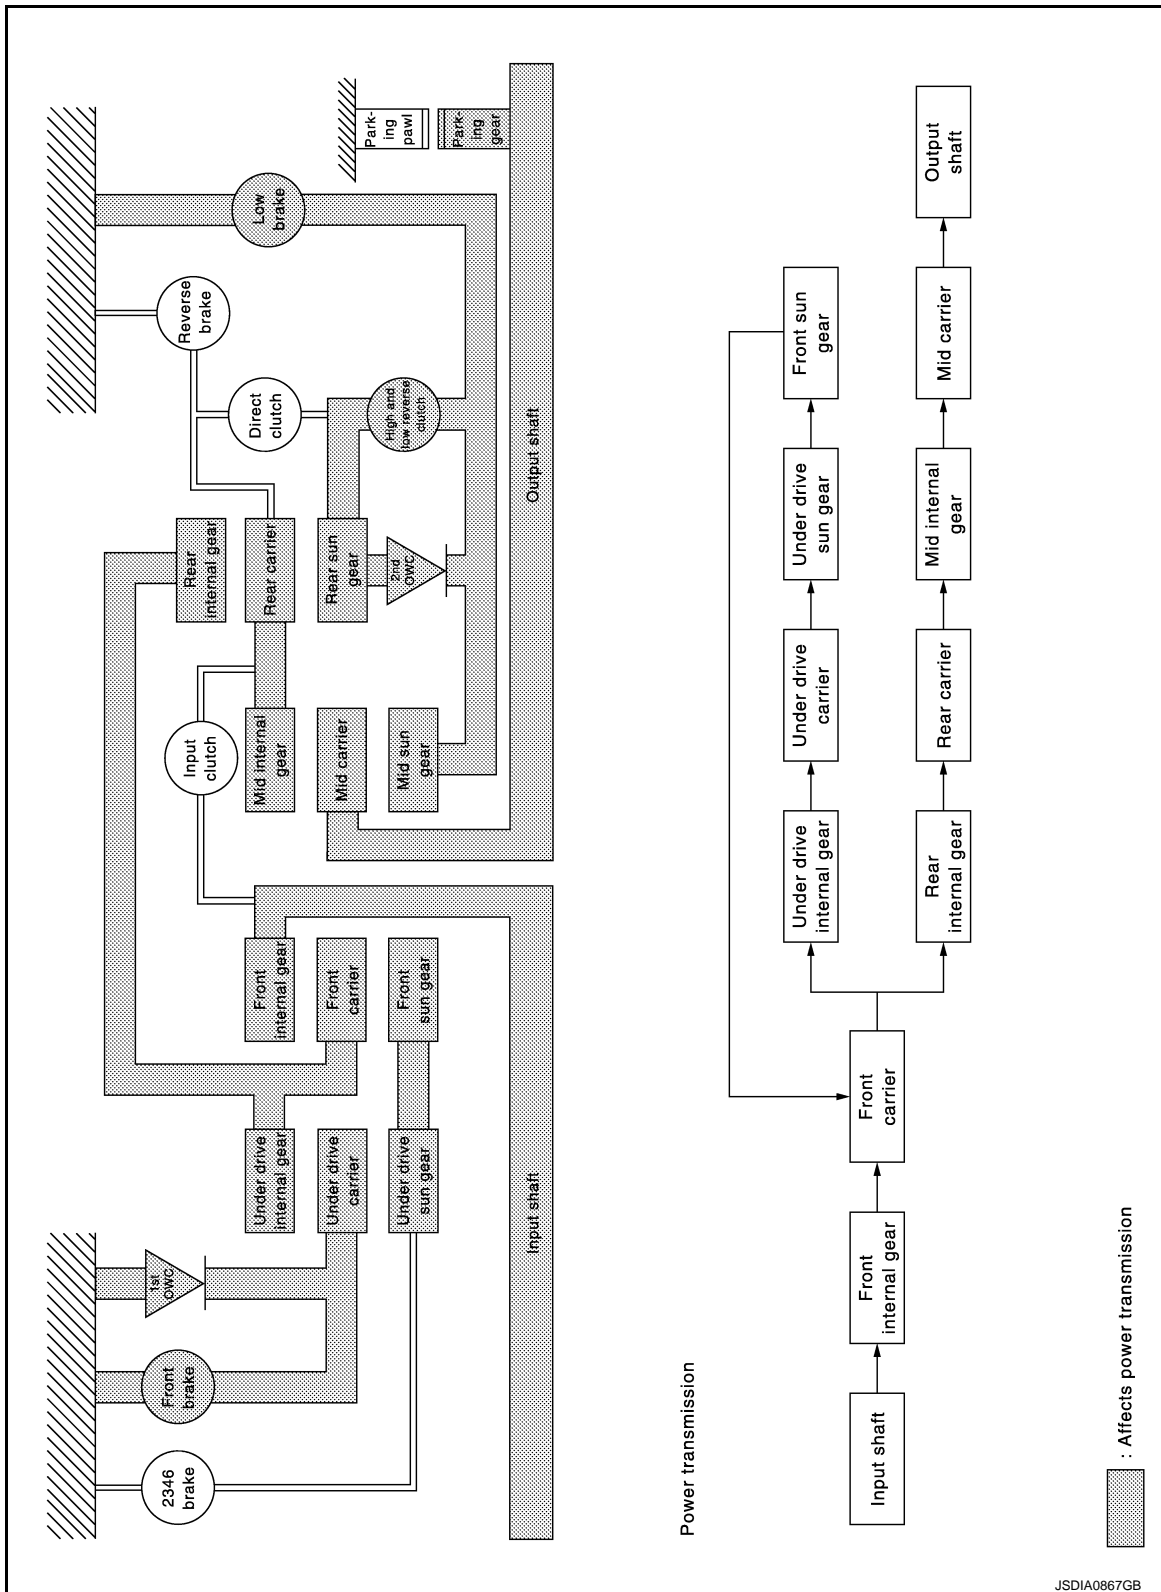 2346
brake
Front
brake
1st
OWC
Under drive
internal gear
Under drive
carrier
Under drive
sun gear
Front
internal gear
Front
carrier
Front
sun gear
Input shaft
Input
clutch
Mid internal
gear
Mid carrier
Mid sun
gear
Rear
internal gear
Rear carrier
Rear sun
gear
2nd
OWC
Direct
clutch
High and
low reverse
clutch
Reverse
brake
Low
brake
Park-
ing
pawl
Park-
ing
gear
Output shaft
Power transmission
Input shaft
Front
internal gear
Front
carrier
Under drive
internal gear
Under drive
carrier
Under drive
sun gear
Front sun
gear
Rear
internal gear
Rear carrier
Mid internal
gear
Mid carrier
Output
shaft
: Affects power transmission
JSDIA0867GB